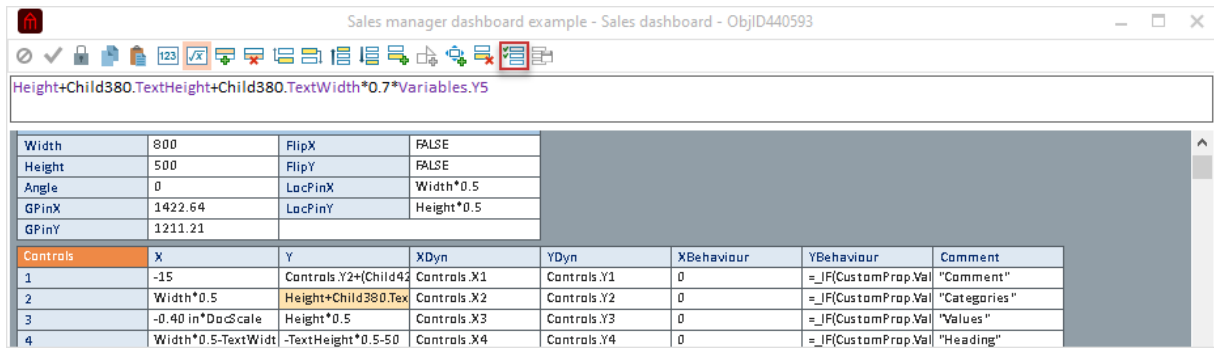 Sales manager dashboard example - Sales dashboard - ObjID440593
123
Height+Child380.TextHeight+Child380.TextWidth*0.7*Variables.Y5
Width 800 FlipX FALSE
Height 500 FlipY FALSE
Angle 0 LocPinX Width*0.5
GPinX 1422.64 LocPinY Height*0.5
GPinY 1211.21
Controls X Y XDyn YDyn XBehaviour YBehaviour Comment
1 -15 Controls.Y2+(Child42 Controls.X1 Controls.Y1 0 =_IF(CustomProp.Val "Comment"
2 Width*0.5 Height+Child380.Tex Controls.X2 Controls.Y2 0 =_IF(CustomProp.Val "Categories"
3 -0.40 in*DocScale Height*0.5 Controls.X3 Controls.Y3 0 =_IF(CustomProp.Val "Values"
4 Width*0.5-TextWidt -TextHeight*0.5-50 Controls.X4 Controls.Y4 0 =_IF(CustomProp.Val "Heading"